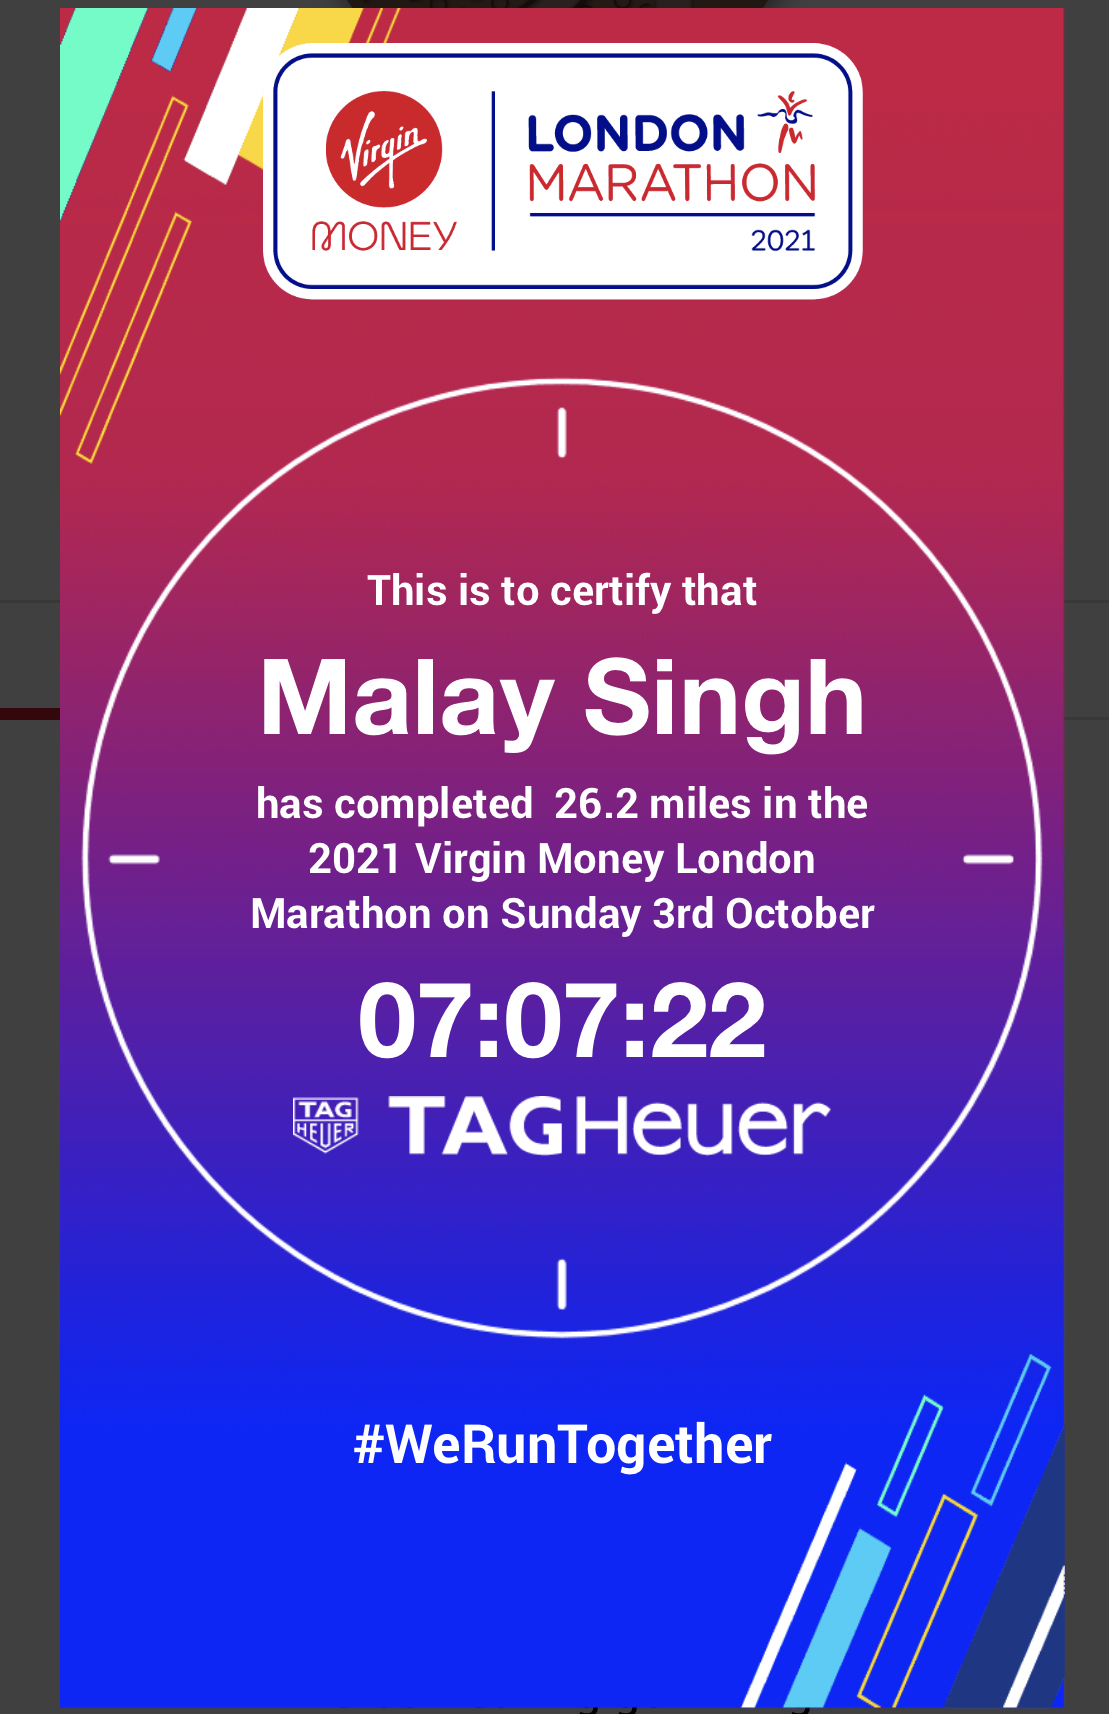 Virgin
MONEY
LONDON
MARATHON
2021
This is to certify that
Malay Singh
has completed 26.2 miles in the
2021 Virgin Money London
Marathon on Sunday 3rd October
07:07:22
TAG
HEUER
TAGHeuer
#WeRunTogether